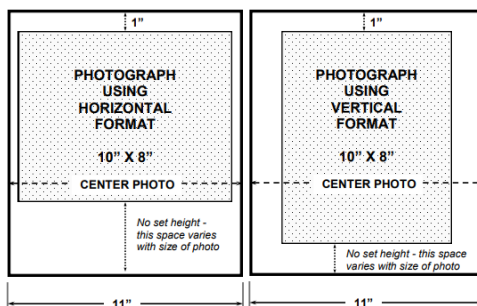 1”
PHOTOGRAPH
USING
HORIZONTAL
FORMAT
10” X 8”
CENTER PHOTO
No set height -
this space varies
with size of photo
11”
1”
PHOTOGRAPH
USING
VERTICAL
FORMAT
10” X 8”
CENTER PHOTO
No set height - this space
varies with size of photo
11”